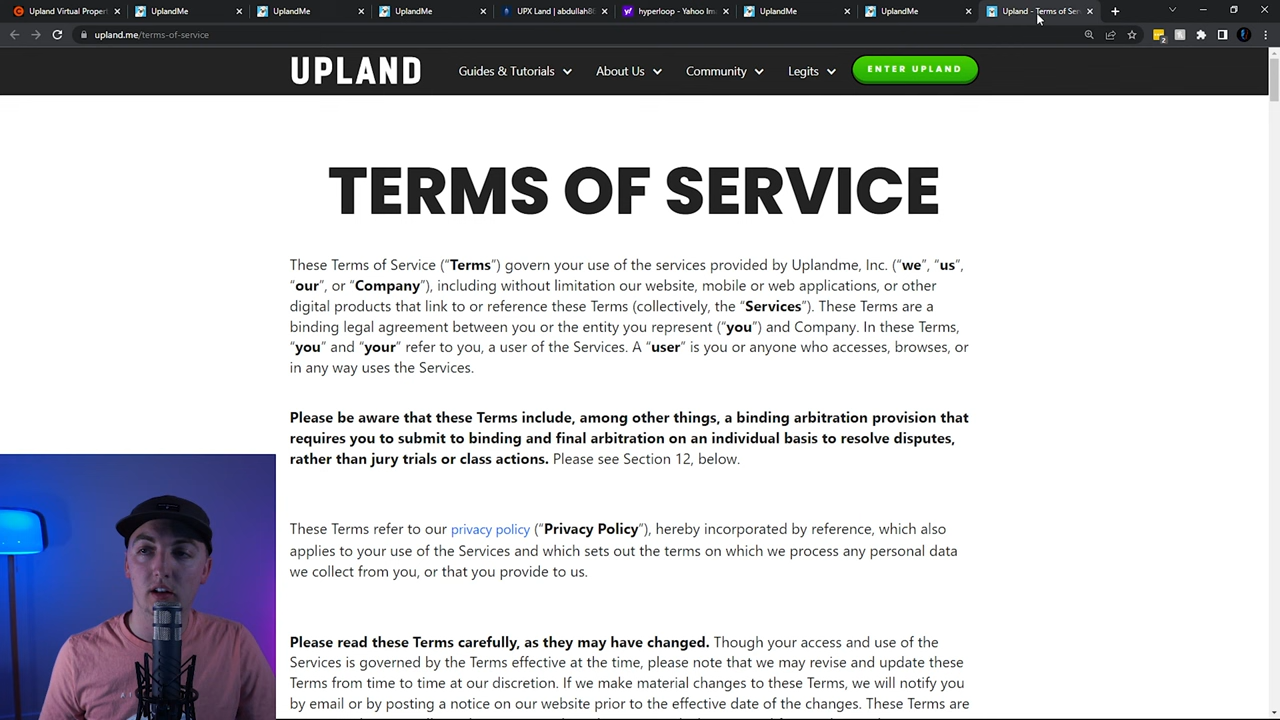 Upland Virtual Propert
UplandMe
UplandMe
UplandMe
UPX Land | abdullah8
hyperloop - Yahoo Im
UplandMe
UplandMe
Upland - Terms of Ser
upland.me/terms-of-service
UPLAND
Guides & Tutorials
About Us
Community
Legits
ENTER UPLAND
TERMS OF SERVICE
These Terms of Service (“Terms”) govern your use of the services provided by Uplandme, Inc. (“we”, “us”,
“our”, or “Company”), including without limitation our website, mobile or web applications, or other
digital products that link to or reference these Terms (collectively, the “Services”). These Terms are a
binding legal agreement between you or the entity you represent (“you”) and Company. In these Terms,
“you” and “your” refer to you, a user of the Services. A “user” is you or anyone who accesses, browses, or
in any way uses the Services.
Please be aware that these Terms include, among other things, a binding arbitration provision that
requires you to submit to binding and final arbitration on an individual basis to resolve disputes,
rather than jury trials or class actions. Please see Section 12, below.
These Terms refer to our privacy policy (“Privacy Policy”), hereby incorporated by reference, which also
applies to your use of the Services and which sets out the terms on which we process any personal data
we collect from you, or that you provide to us.
Please read these Terms carefully, as they may have changed. Though your access and use of the
Services is governed by the Terms effective at the time, please note that we may revise and update these
Terms from time to time at our discretion. If we make material changes to these Terms, we will notify you
by email or by posting a notice on our website prior to the effective date of the changes. These Terms are